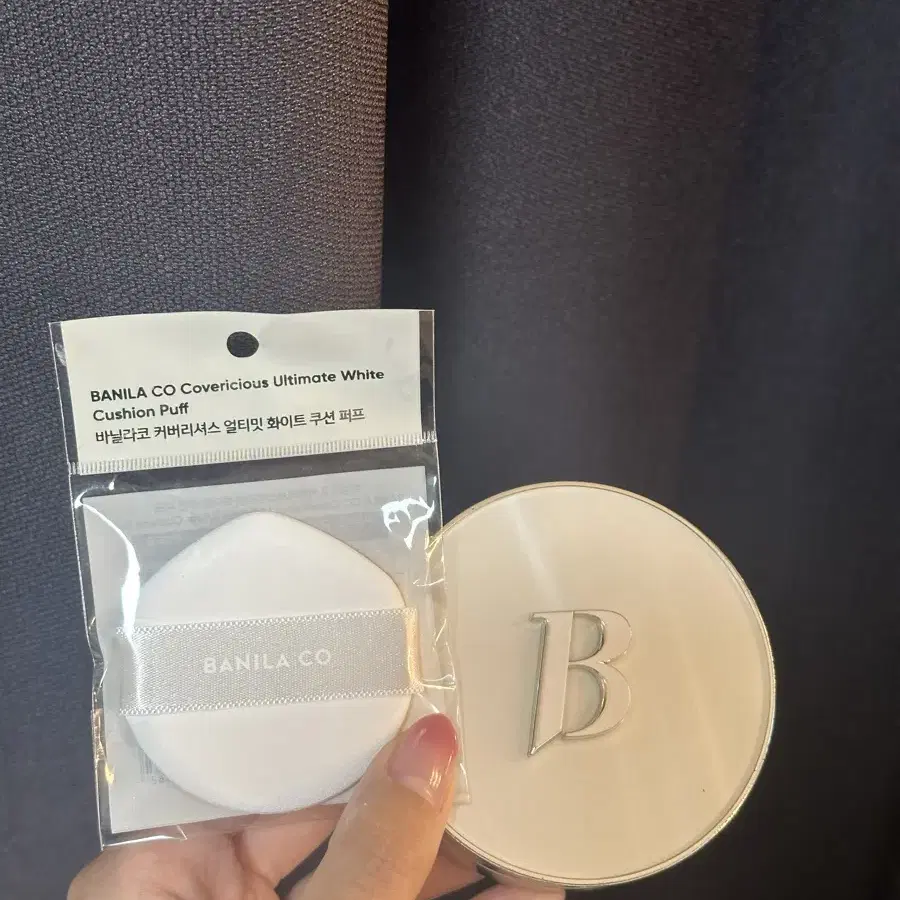 BANILA CO Covericious Ultimate White
Cushion Puff
바닐라코 커버리셔스 얼티밋 화이트 쿠션 퍼프
BANILA CO
B